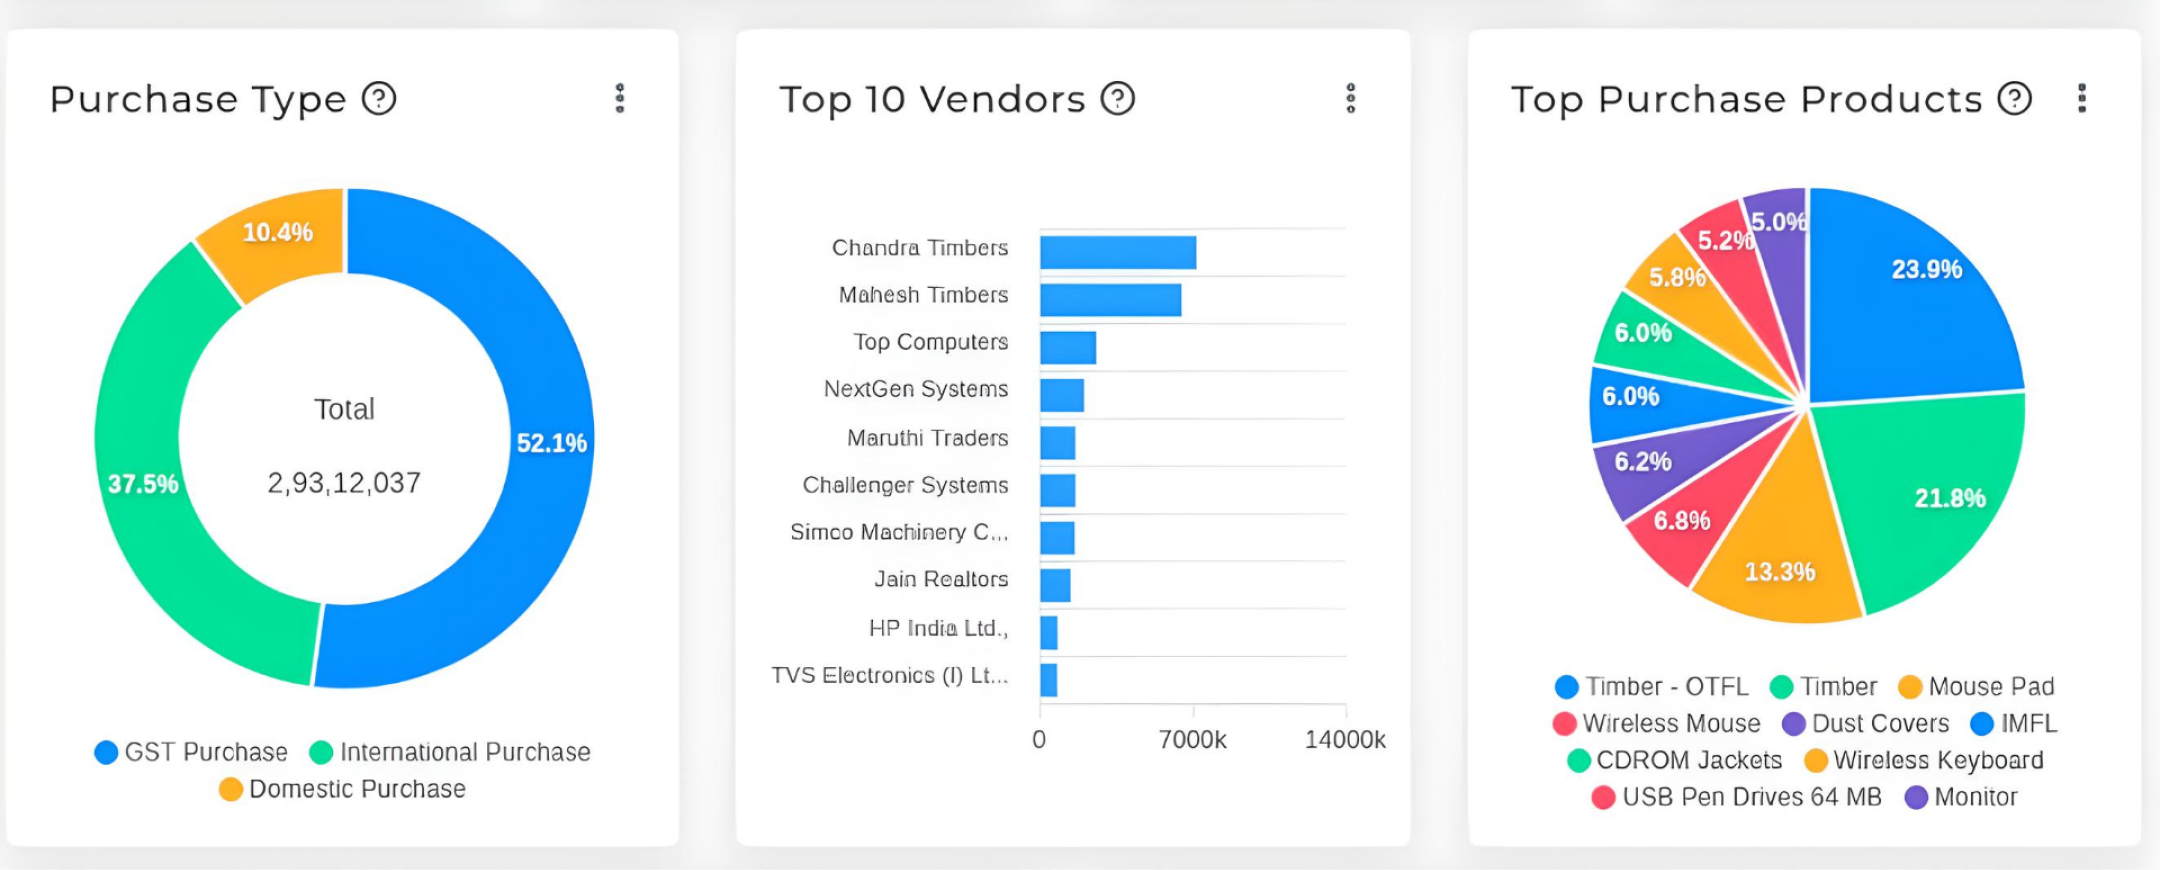 Purchase Type
10.4%
52.1%
37.5%
Total
2,93,12,037
GST Purchase International Purchase
Domestic Purchase
Top 10 Vendors
Chandra Timbers
Mahesh Timbers
Top Computers
NextGen Systems
Maruthi Traders
Challenger Systems
Simco Machinery C...
Jain Realtors
HP India Ltd.,
TVS Electronics (I) Lt...
0 7000k 14000k
Top Purchase Products
5.0%
5.2%
23.9%
5.8%
6.0%
6.0%
6.2%
21.8%
6.8%
13.3%
Timber - OTFL Timber Mouse Pad
Wireless Mouse Dust Covers IMFL
CDROM Jackets Wireless Keyboard
USB Pen Drives 64 MB Monitor